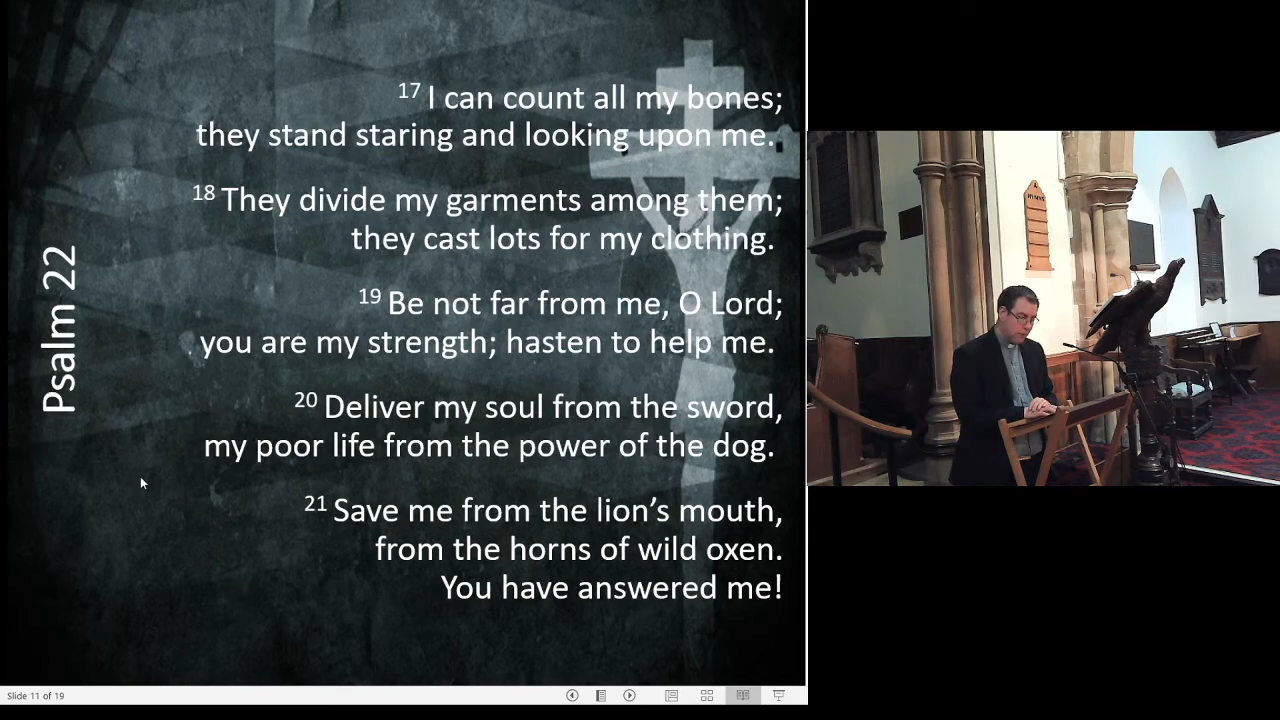 Psalm 22
17 I can count all my bones;
they stand staring and looking upon me.
18 They divide my garments among them;
they cast lots for my clothing.
19 Be not far from me, O Lord;
you are my strength; hasten to help me.
20 Deliver my soul from the sword,
my poor life from the power of the dog.
21 Save me from the lion’s mouth,
from the horns of wild oxen.
You have answered me!
Slide 11 of 19
HYMNS